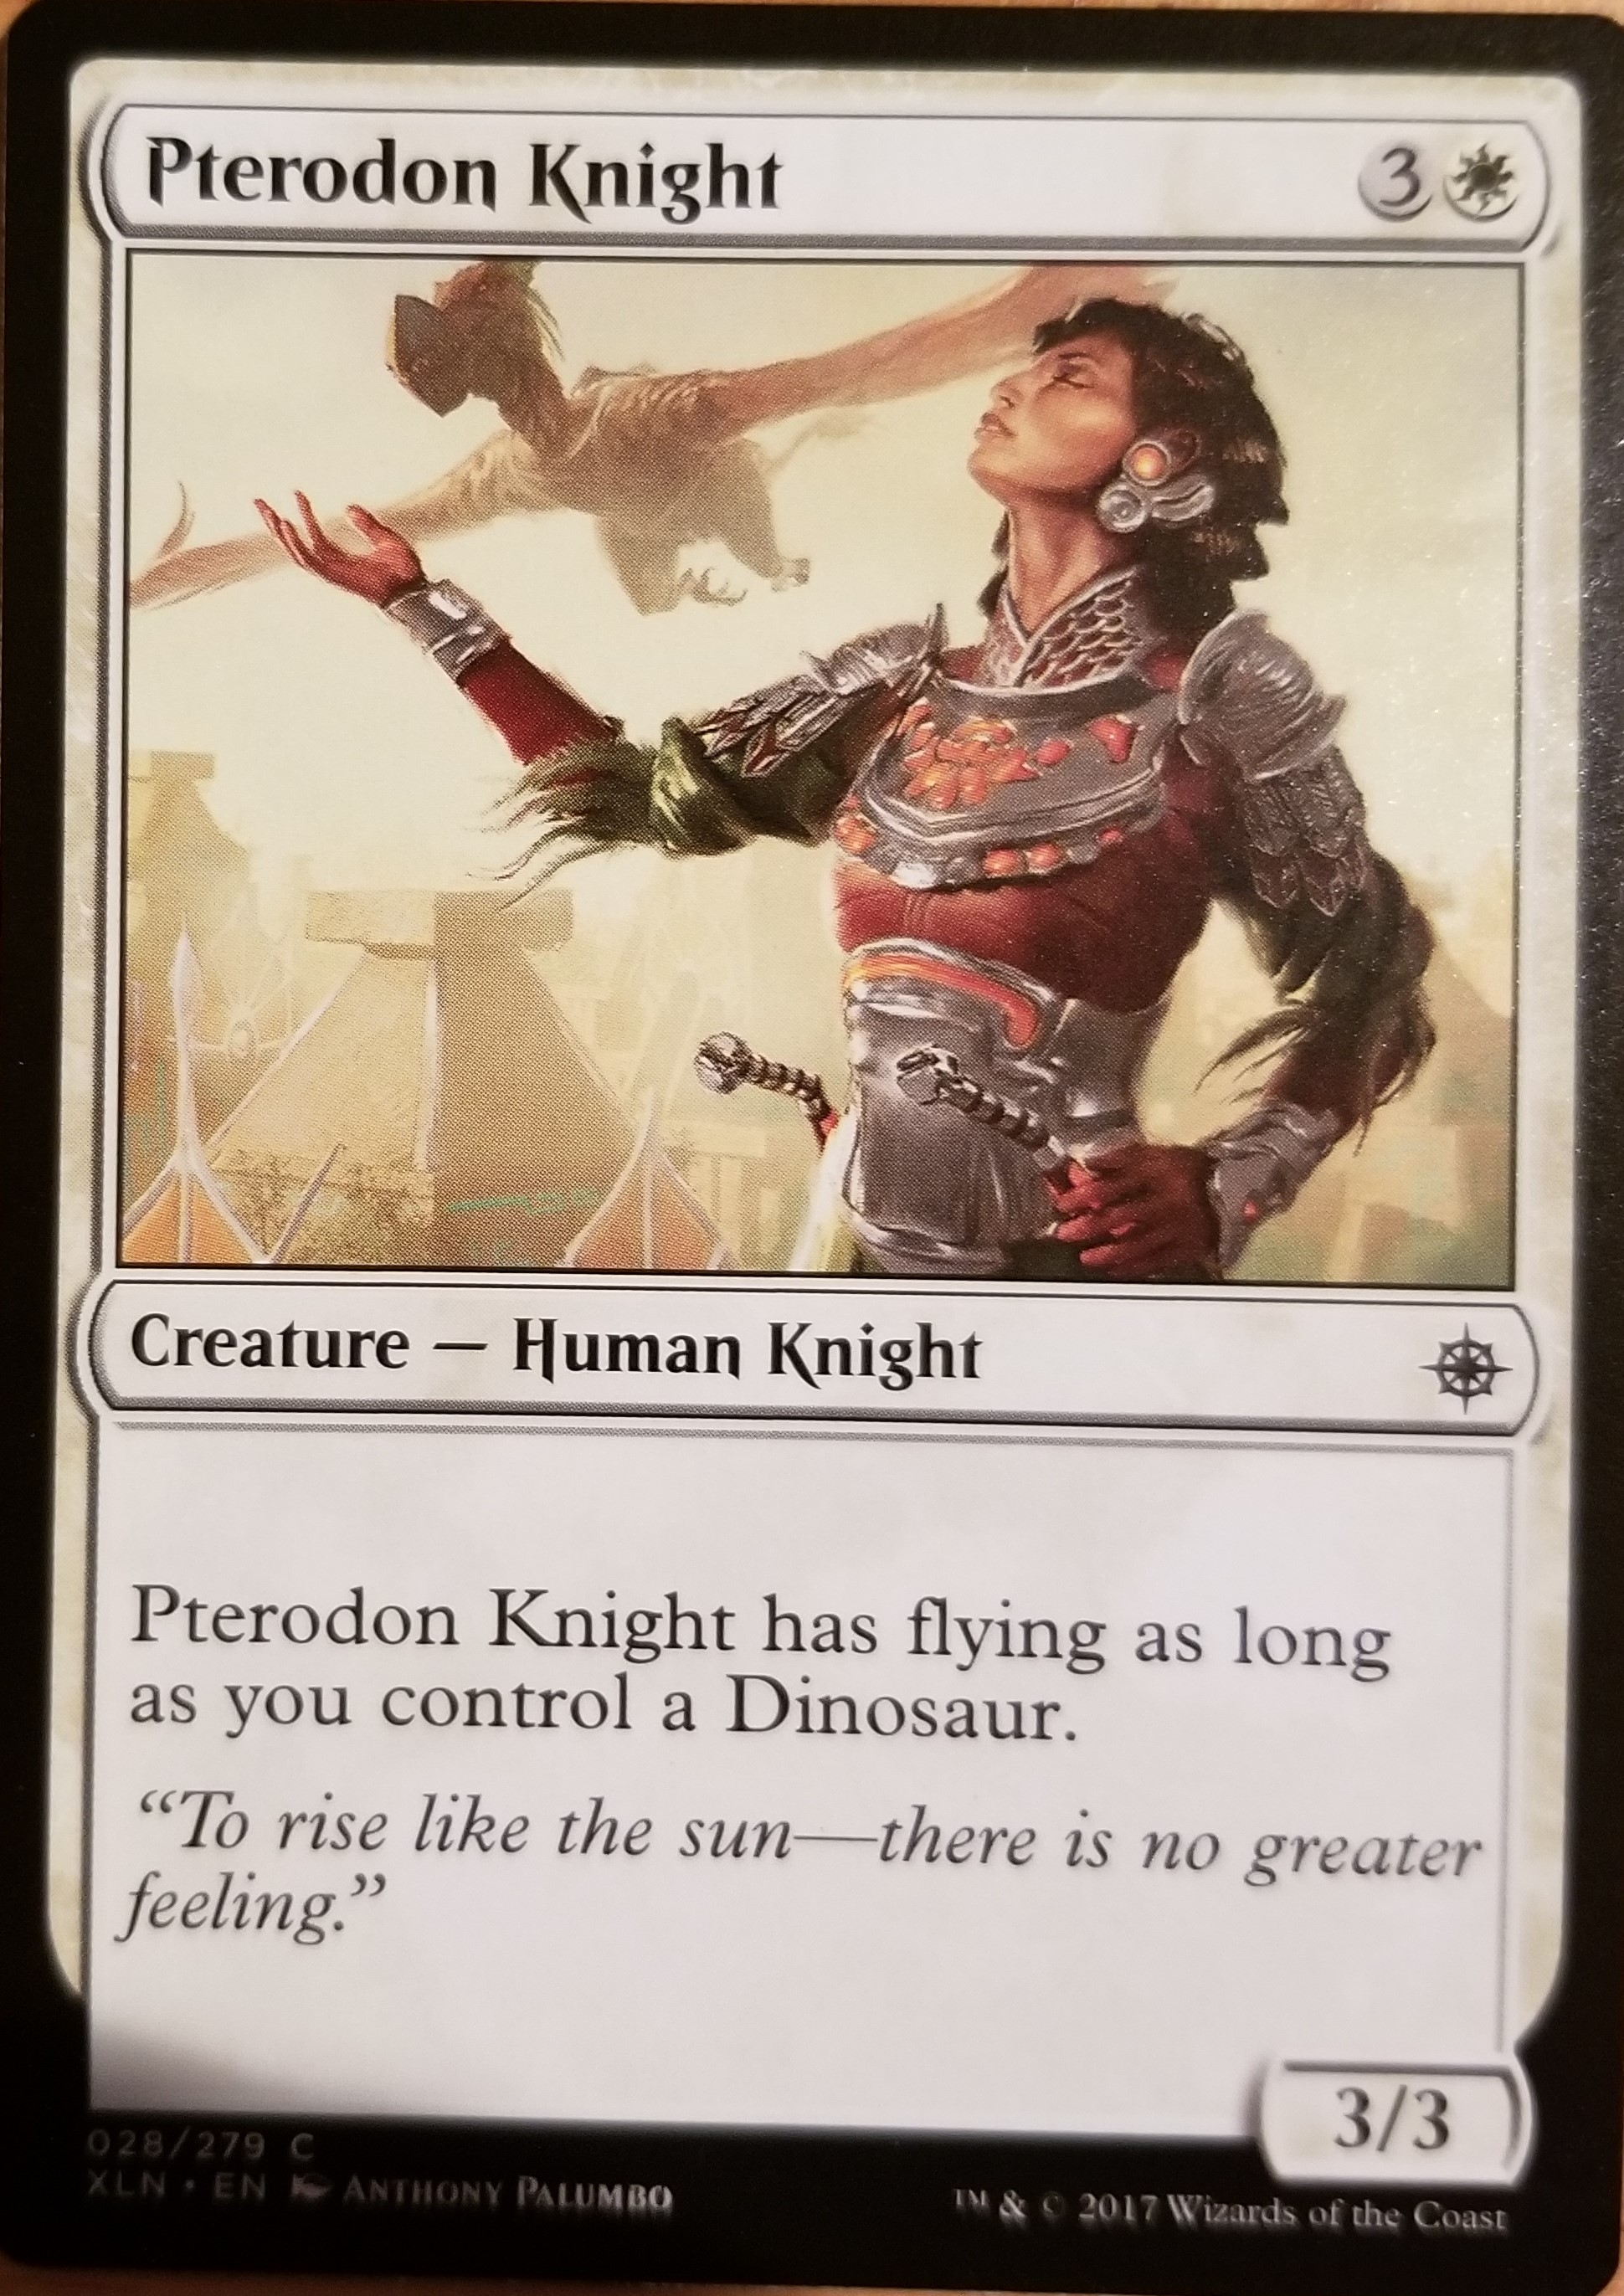 Pterodon Knight 3
Creature — Human Knight
Pterodon Knight has flying as long
as you control a Dinosaur.
“To rise like the sun—there is no greater
feeling.”
3/3
028/279 C
XLN • EN ANTHONY PALUMBO
™ & © 2017 Wizards of the Coast